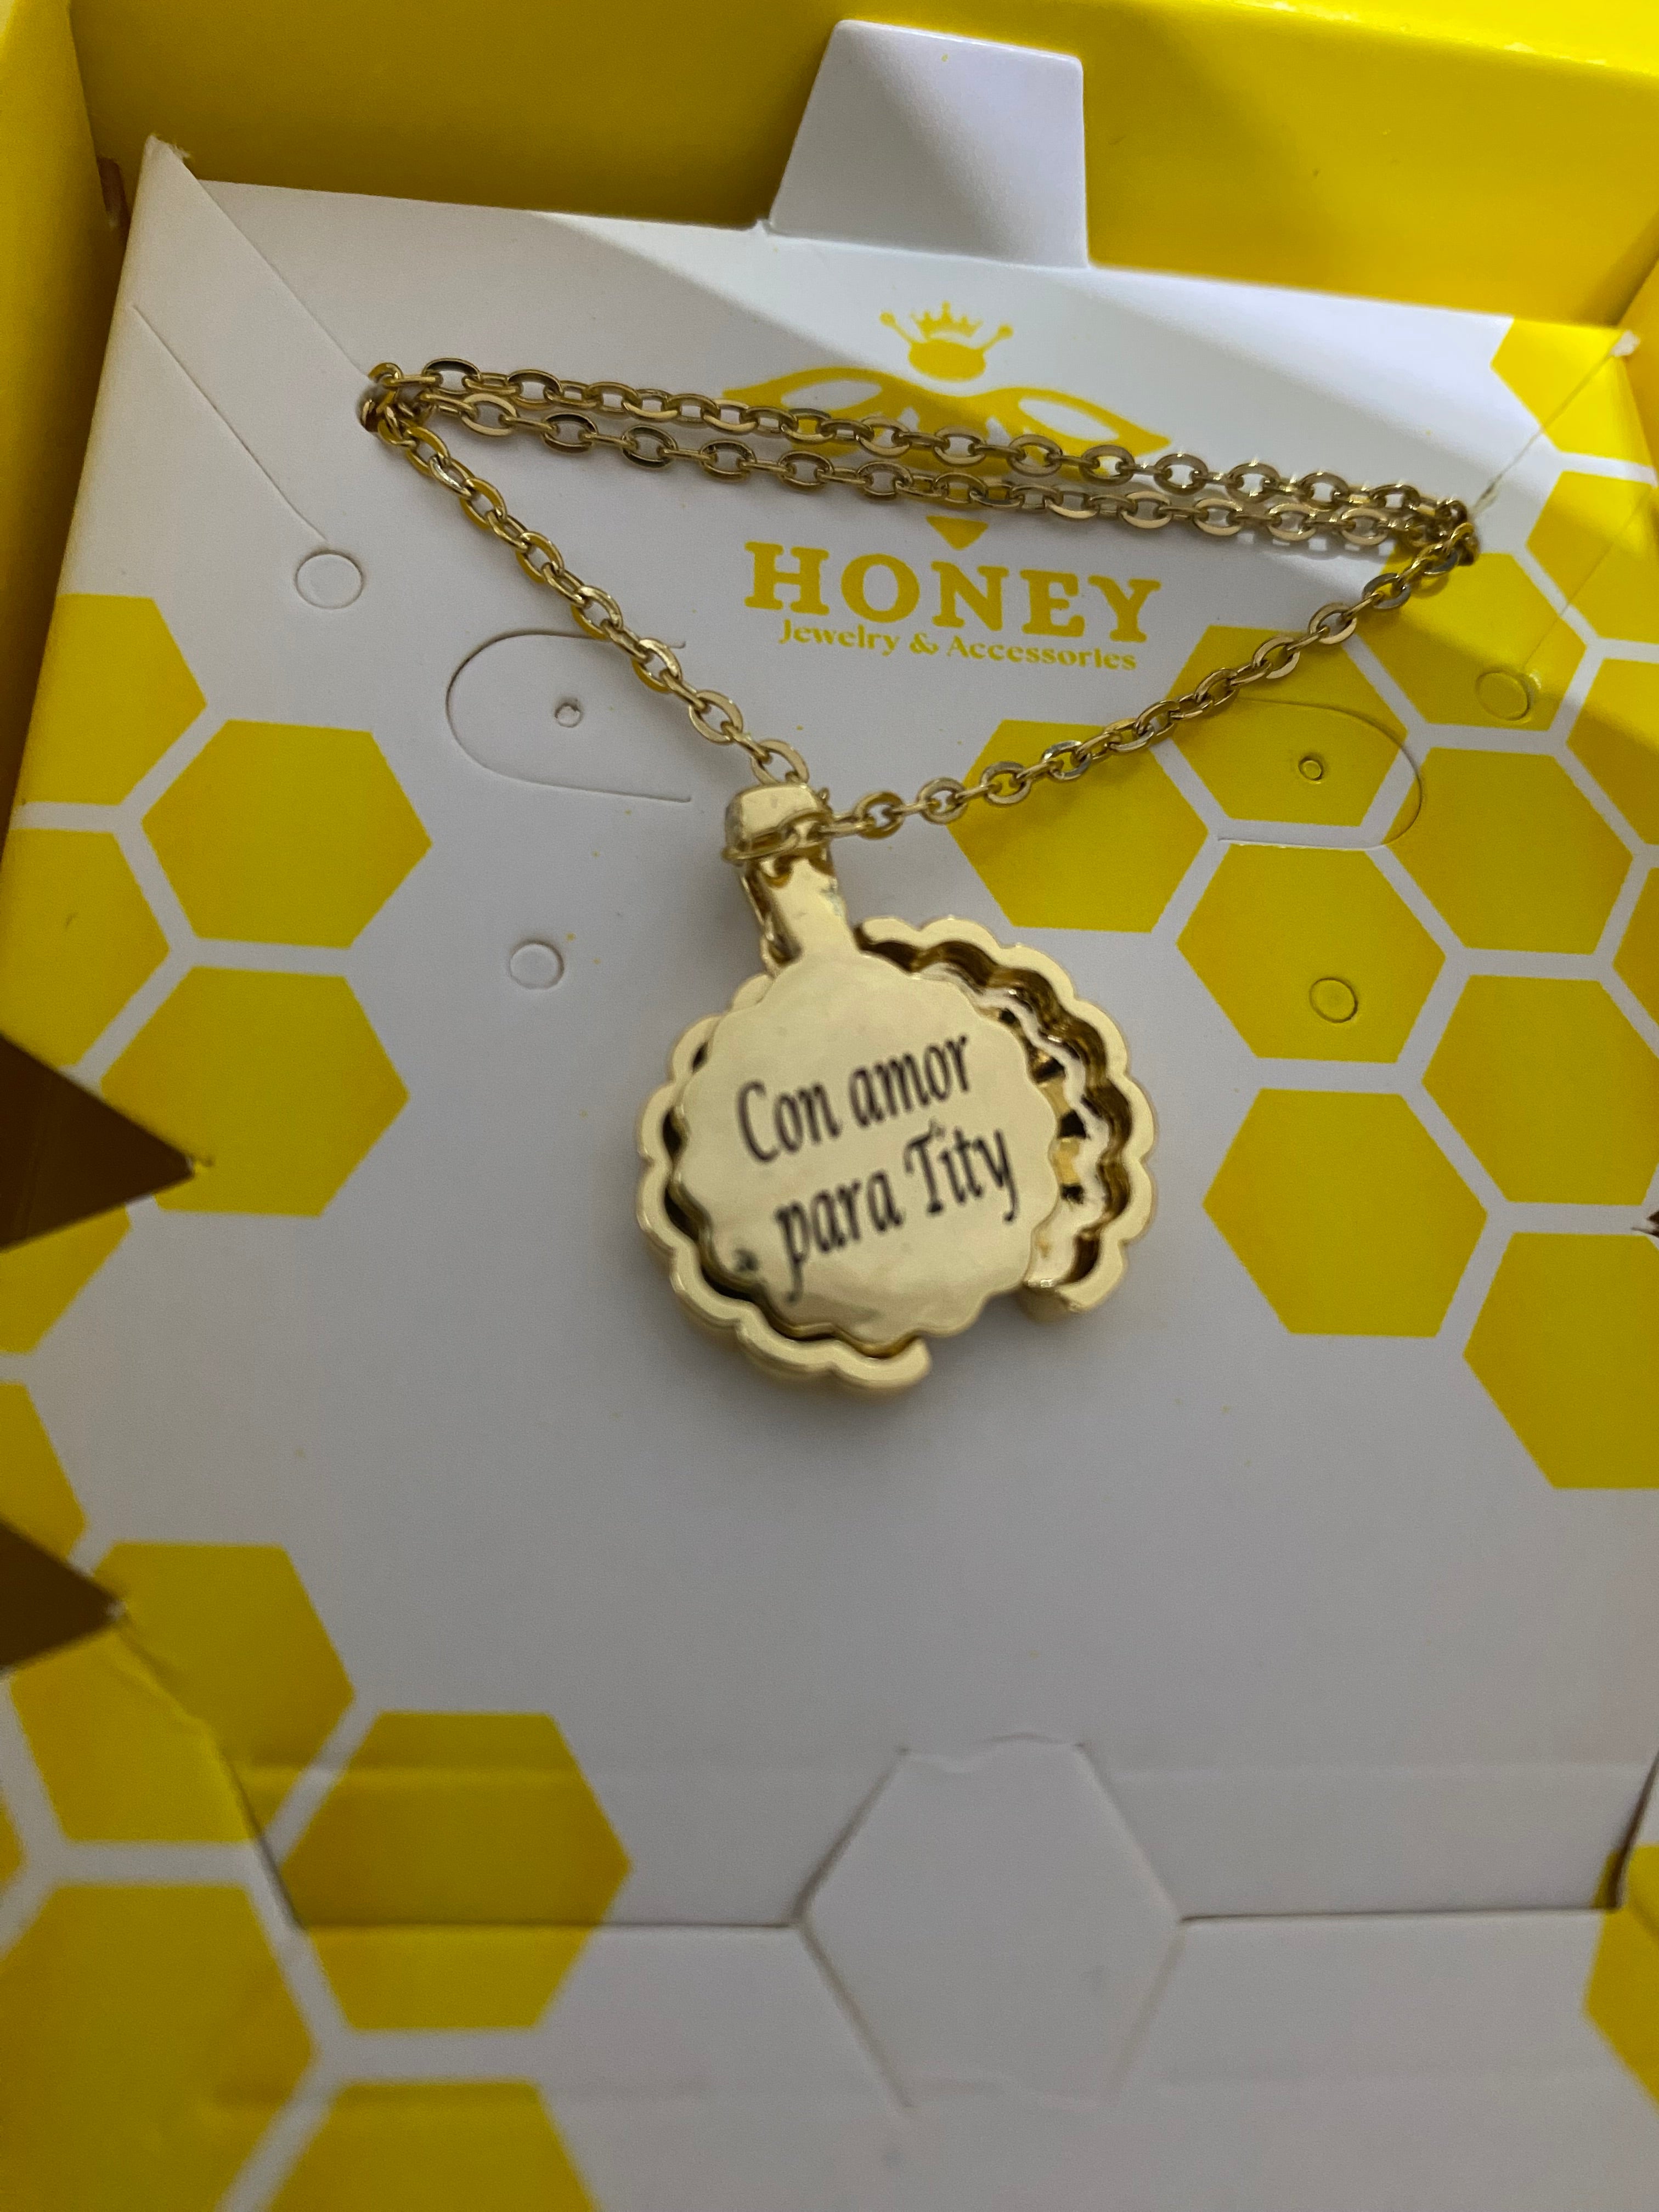 HONEY
Jewelry & Accessories
Con amor
para Tity